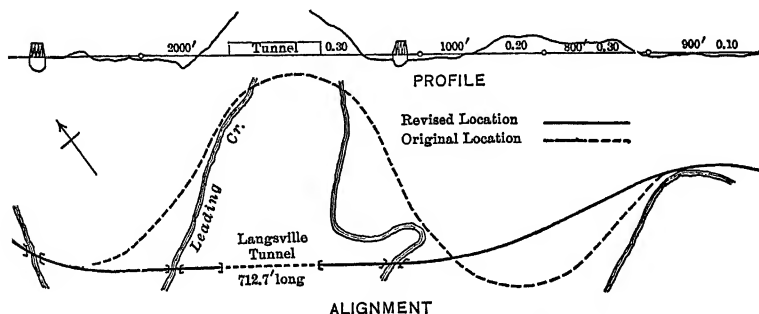 2000' Tunnel 0.30 1000' 0.20 800' 0.30 900' 0.10
PROFILE
Revised Location
Original Location
Leading Cr.
Langsville
Tunnel
712.7' long
ALIGNMENT